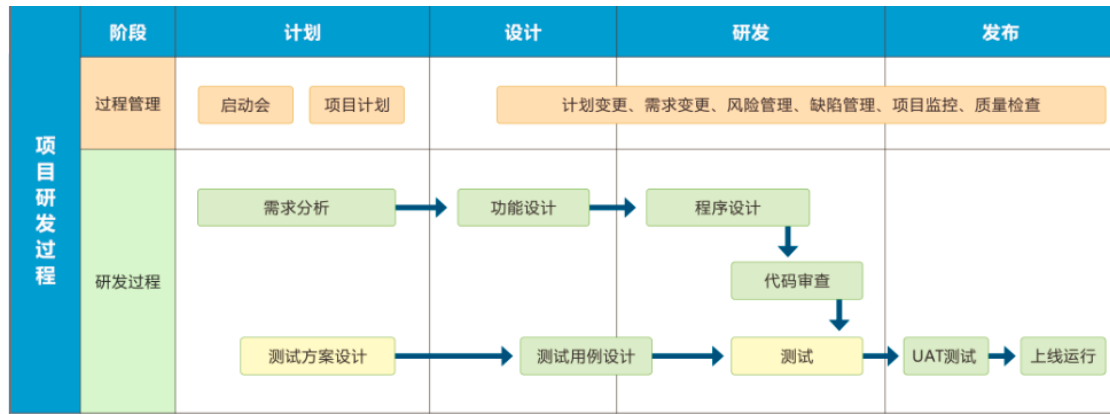 项目研发过程
阶段
计划
设计
研发
发布
过程管理
启动会
项目计划
计划变更、需求变更、风险管理、缺陷管理、项目监控、质量检查
研发过程
需求分析
功能设计
程序设计
代码审查
测试方案设计
测试用例设计
测试
UAT测试
上线运行